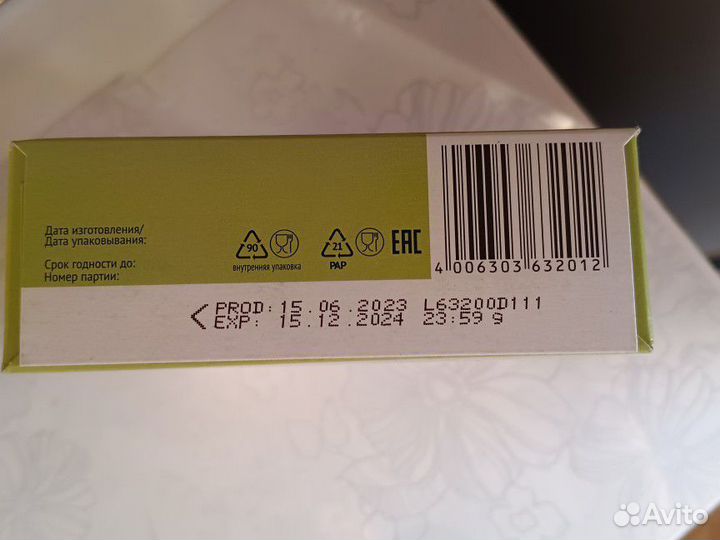 Дата изготовления/
Дата упаковывания:
Срок годности до:
Номер партии:
90
внутренняя упаковка
21
PAP
EAC
4 006303 632012
PROD: 15.06.2023 L63200D111
EXP: 15.12.2024 23:59 9
Avito